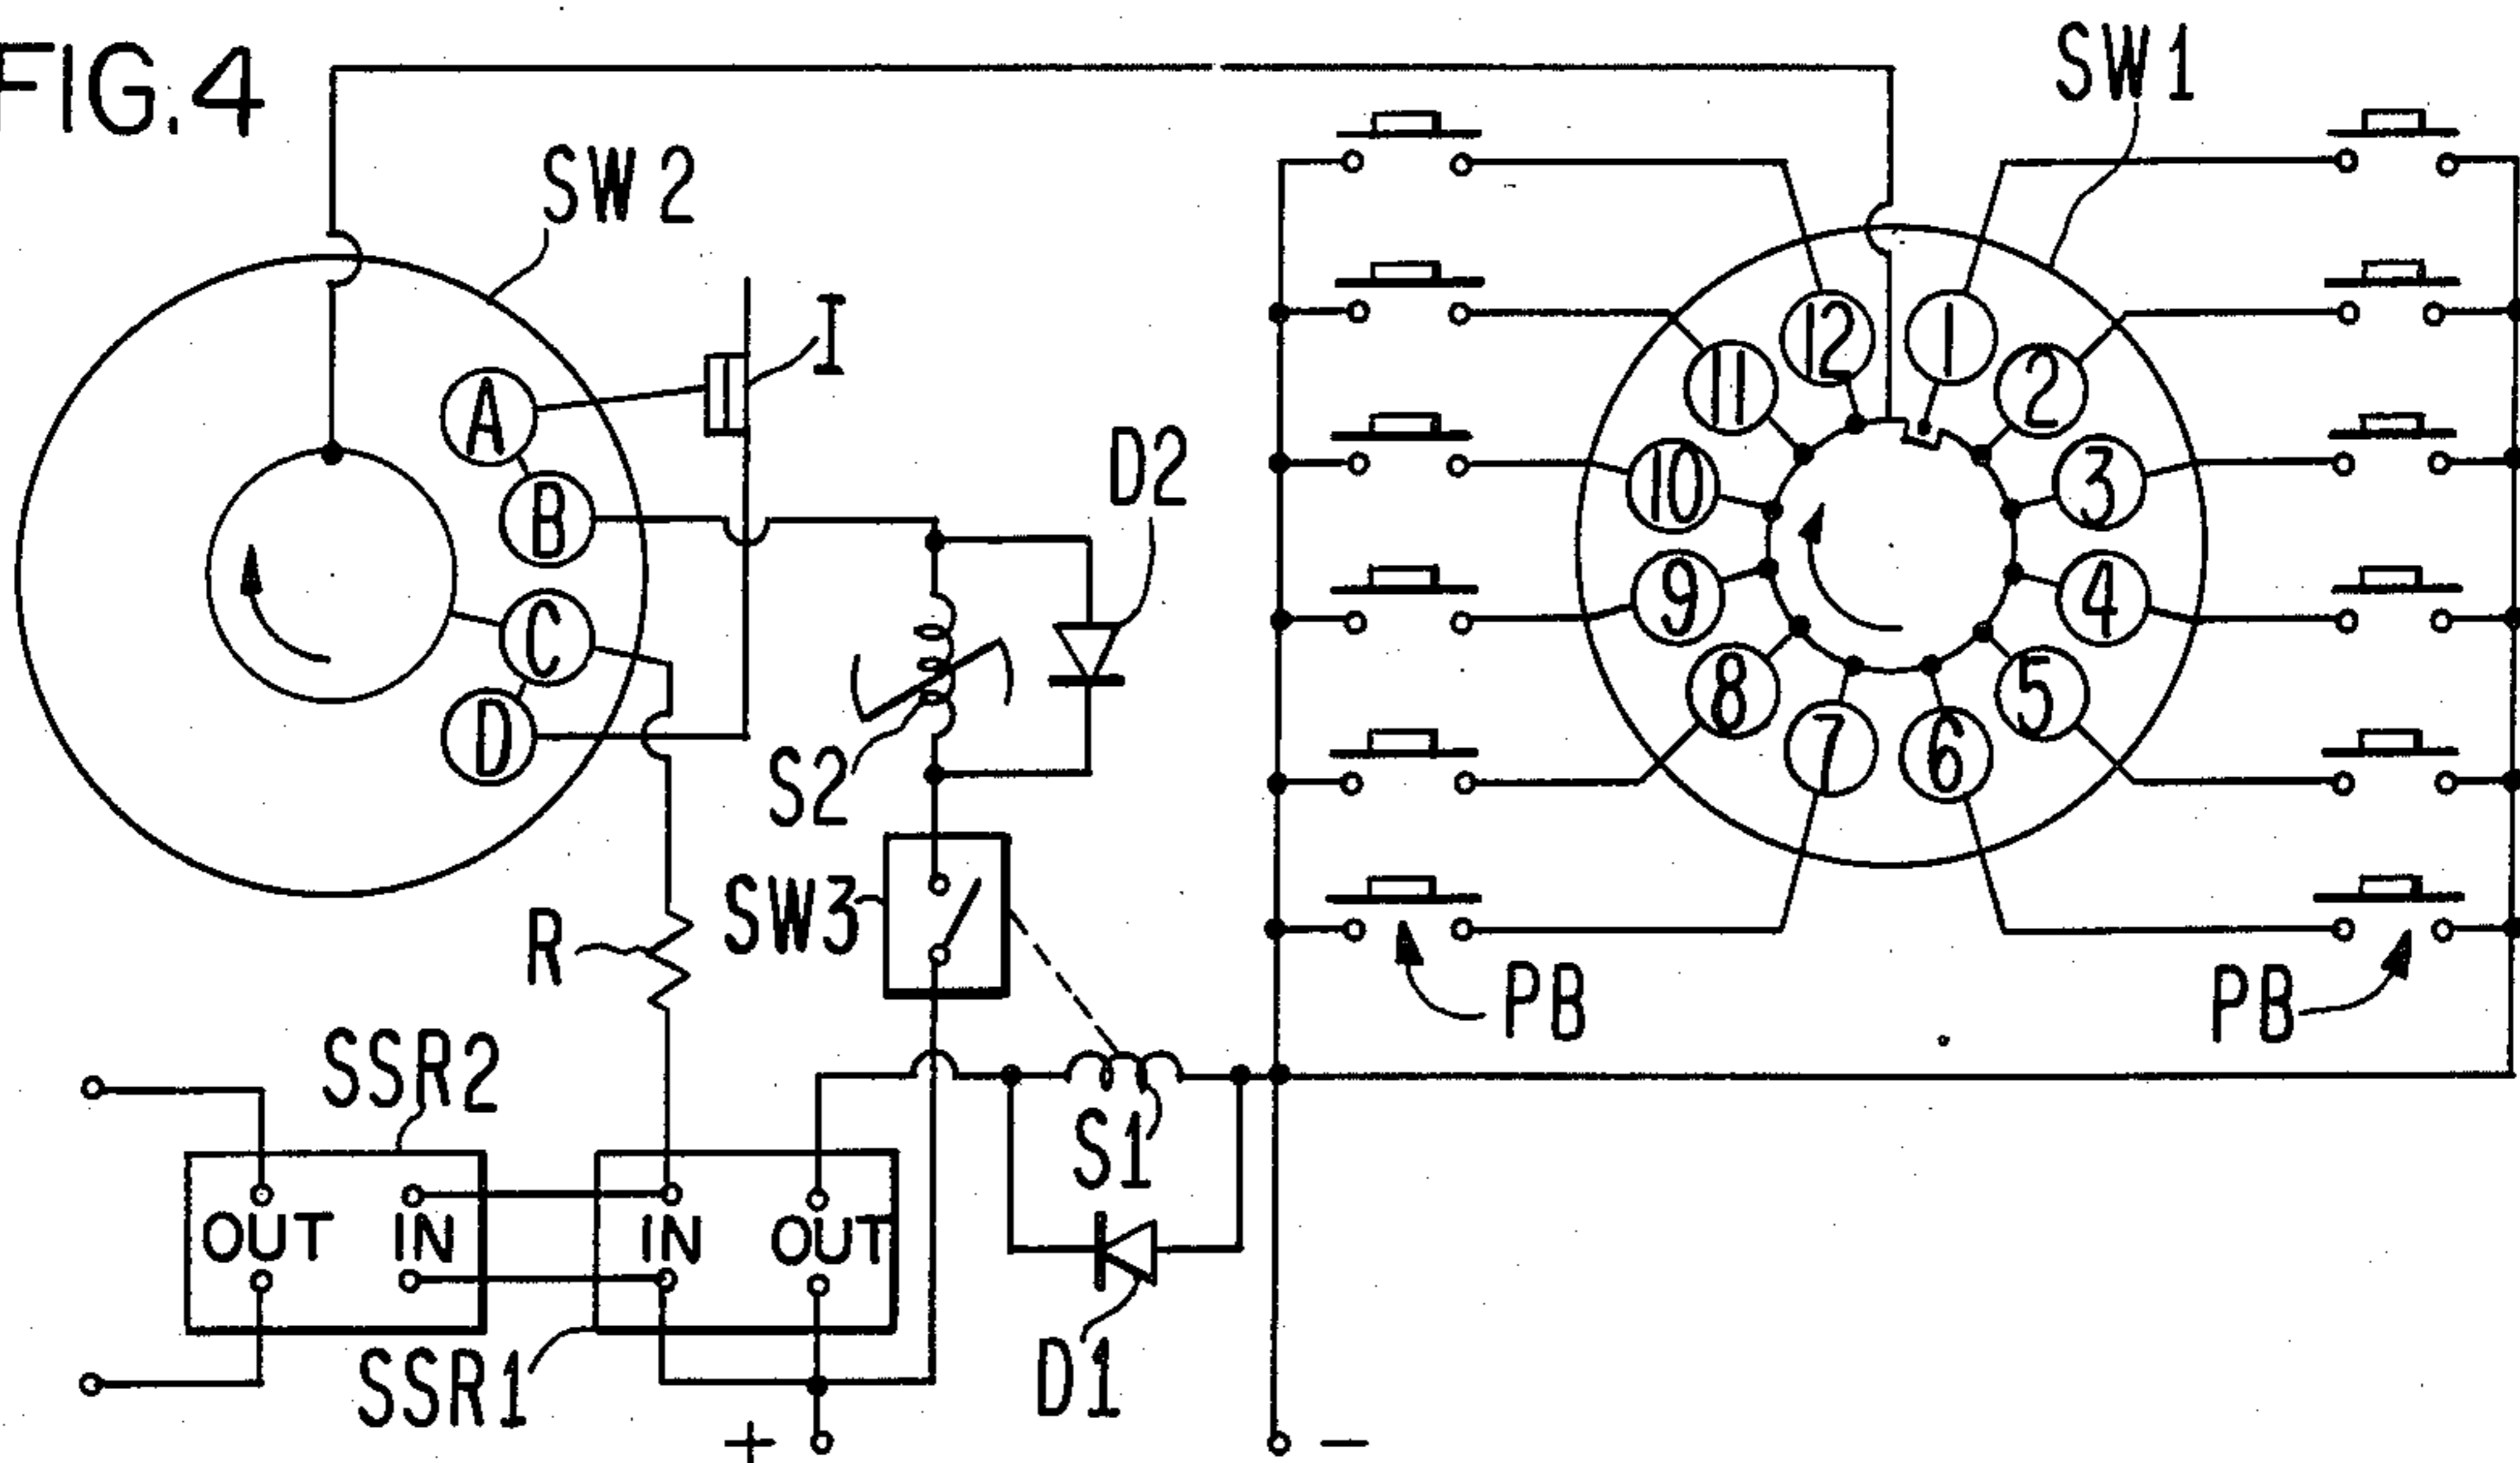 FIG.4
SW1
SW2
I
A
B
C
D
D2
S2
SW3
R
12
1
11
2
10
3
9
4
8
5
7
6
PB
PB
SSR2
S1
OUT
IN
IN
OUT
SSR1
D1
+
−